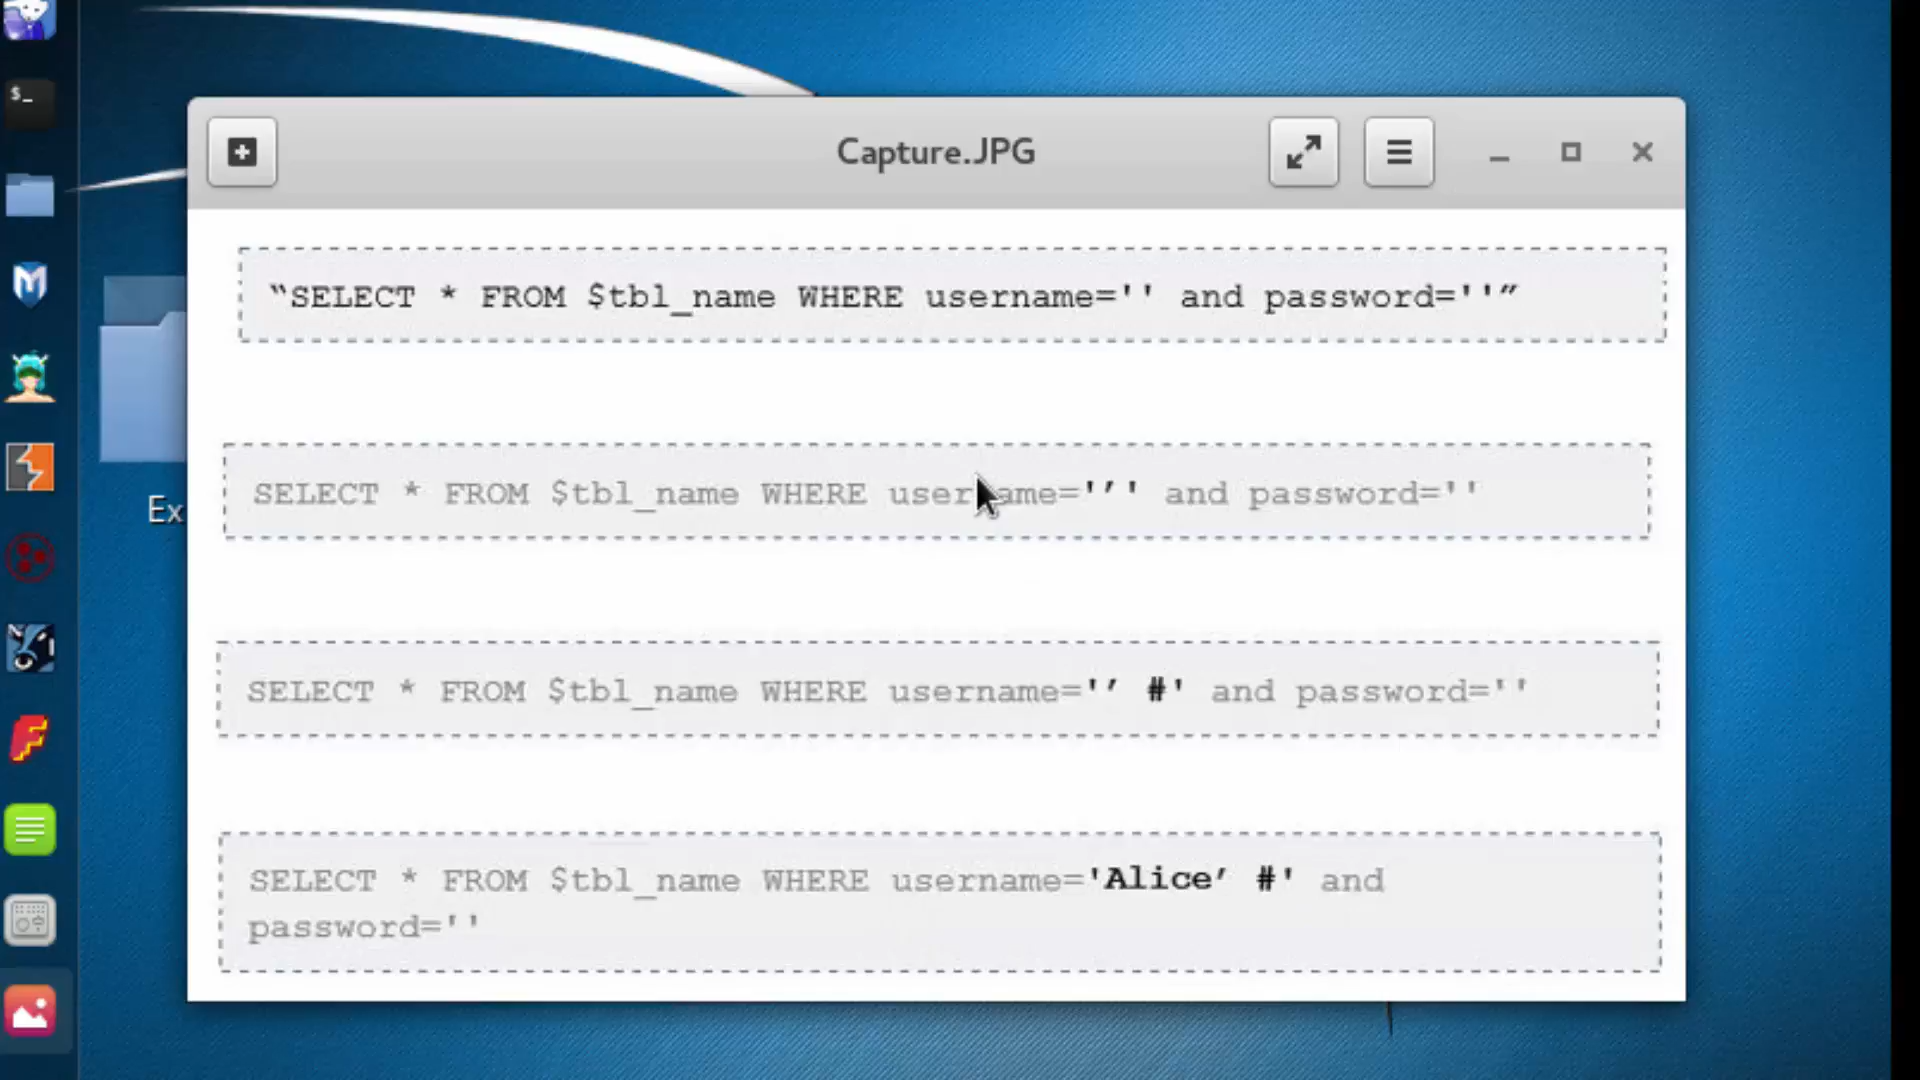 $_
Capture.JPG
“SELECT * FROM $tbl_name WHERE username='' and password=''”
SELECT * FROM $tbl_name WHERE username='’' and password=''
SELECT * FROM $tbl_name WHERE username='’ #' and password=''
SELECT * FROM $tbl_name WHERE username='Alice’ #' and
password=''
Ex